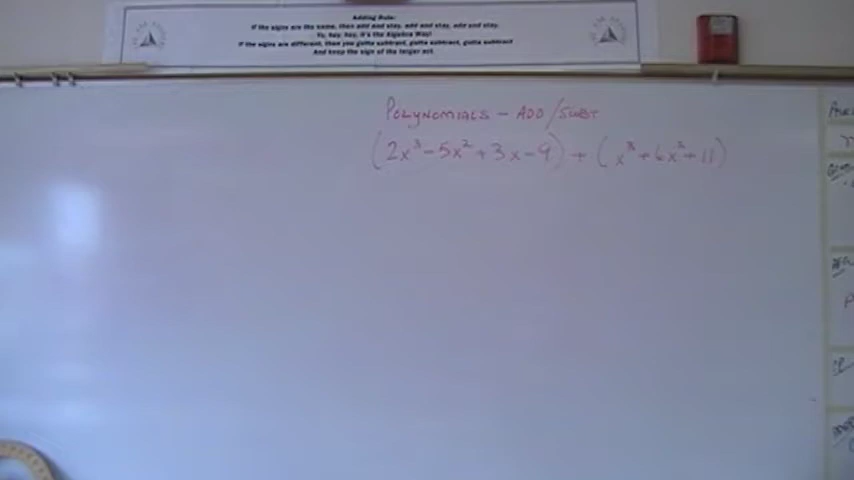 Adding Rule:
If the signs are the same, then add and stay, add and stay, add and stay.
Yo, hey, hey, it's the Algebra Way!
If the signs are different, then you gotta subtract, gotta subtract, gotta subtract
And keep the sign of the larger act
POLYNOMIALS - ADD/SUBT.
(2x³-5x²+3x-9) + (x³+6x²+11)